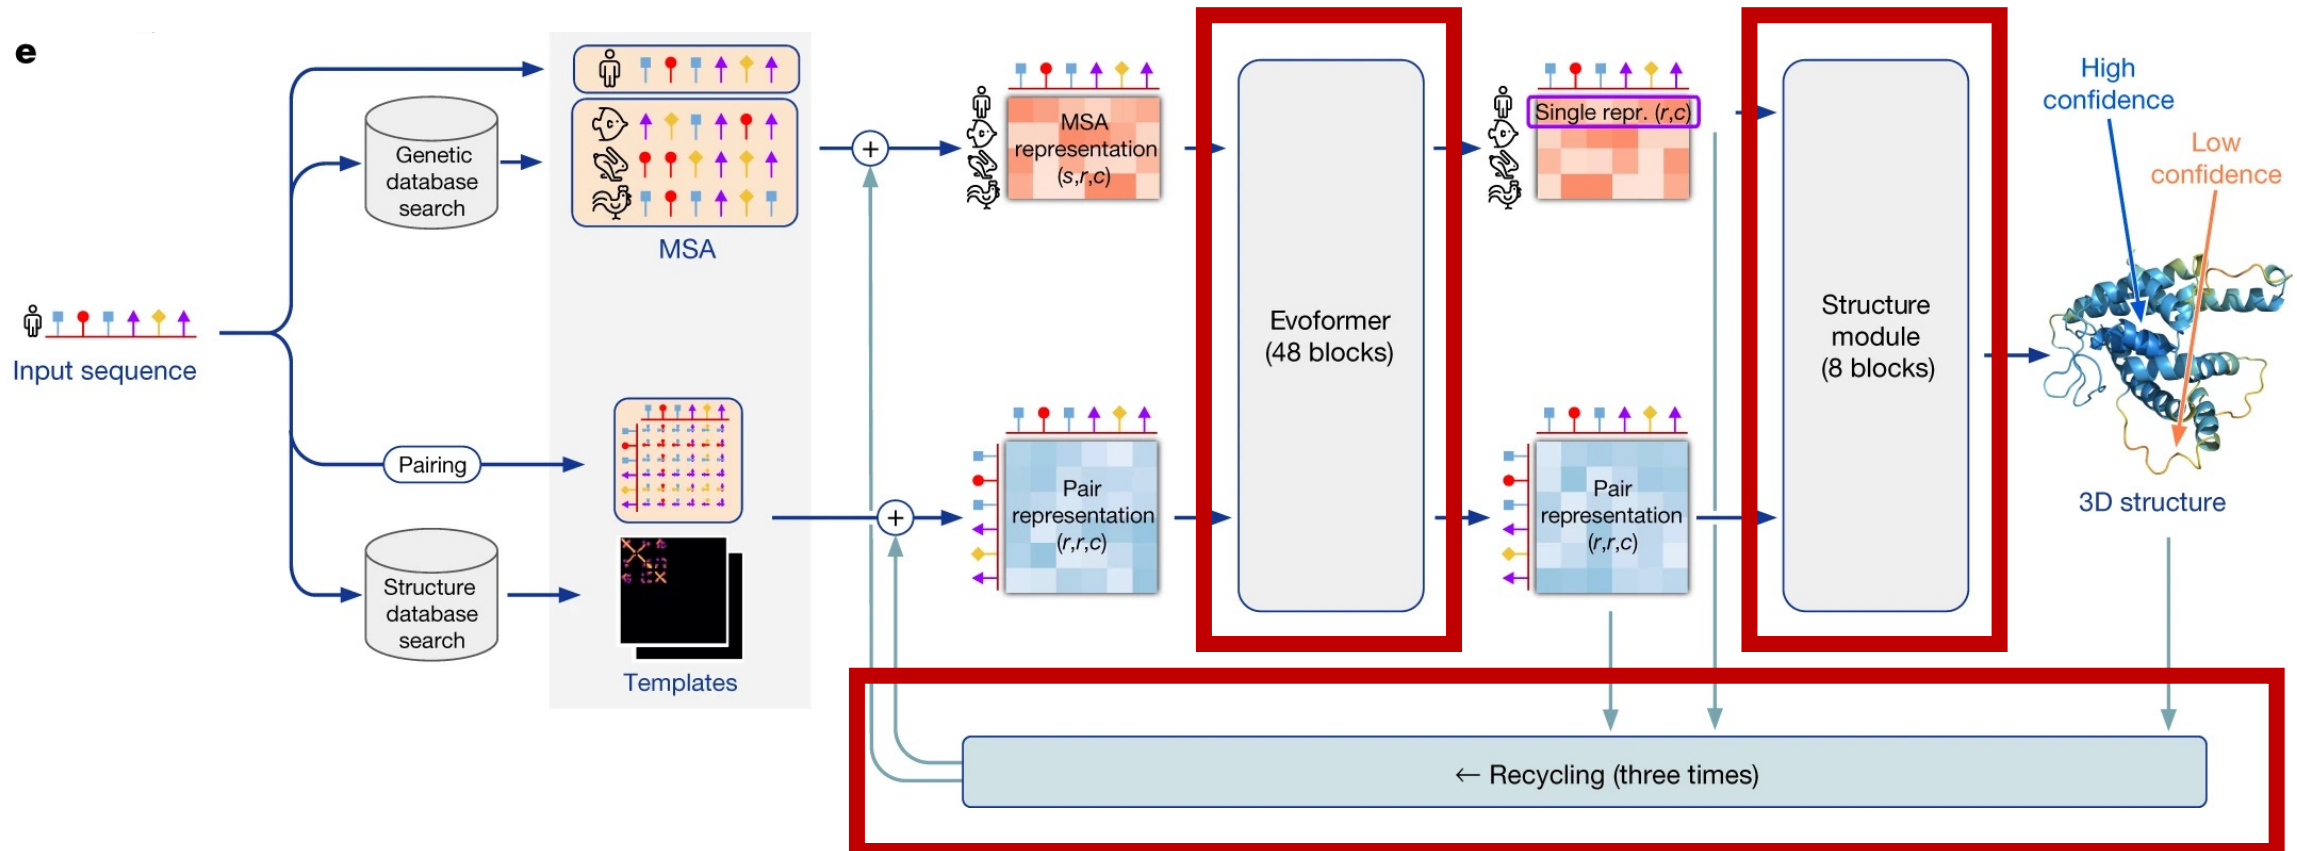 e
Input sequence
Genetic
database
search
MSA
Pairing
Structure
database
search
Templates
+
+
MSA
representation
(s,r,c)
Pair
representation
(r,r,c)
Evoformer
(48 blocks)
Single repr. (r,c)
Pair
representation
(r,r,c)
Structure
module
(8 blocks)
High
confidence
Low
confidence
3D structure
← Recycling (three times)